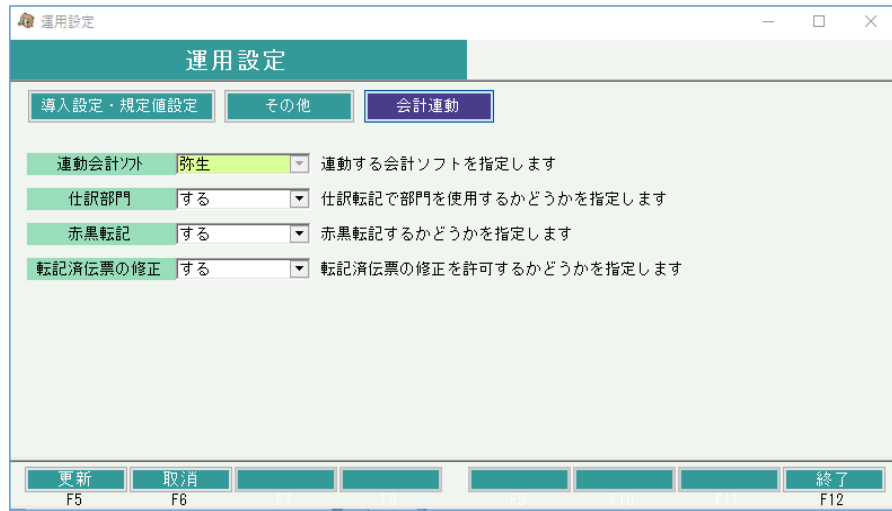 運用設定
運用設定
導入設定・規定値設定 その他 会計連動
連動会計ソフト 弥生 連動する会計ソフトを指定します
仕訳部門 する 仕訳転記で部門を使用するかどうかを指定します
赤黒転記 する 赤黒転記するかどうかを指定します
転記済伝票の修正 する 転記済伝票の修正を許可するかどうかを指定します
更新 取消 終了
F5 F6 F7 F8 F9 F10 F11 F12